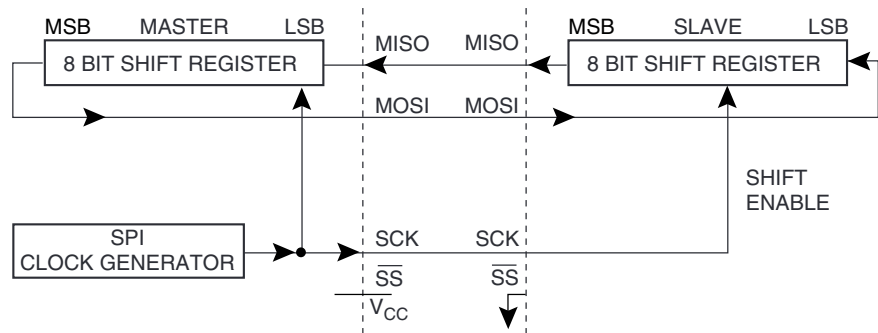 MSB MASTER LSB
8 BIT SHIFT REGISTER
MISO MISO
MSB SLAVE LSB
8 BIT SHIFT REGISTER
MOSI MOSI
SHIFT
ENABLE
SPI
CLOCK GENERATOR
SCK SCK
SS SS
VCC